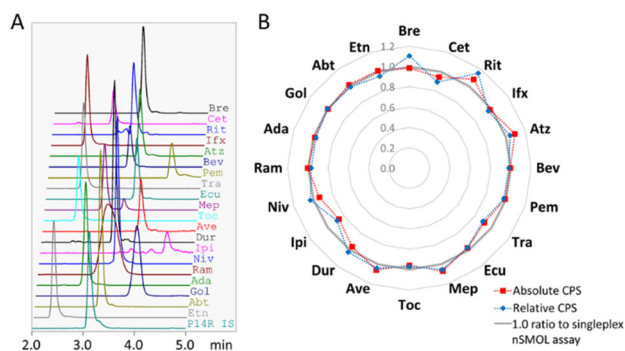 A
Bre
Cet
Rit
Ifx
Atz
Bev
Pem
Tra
Ecu
Mep
Toc
Ave
Dur
Ipi
Niv
Ram
Ada
Gol
Abt
Etn
P14R IS
2.0 3.0 4.0 5.0 min
B
Bre
Cet
Rit
Ifx
Atz
Bev
Pem
Tra
Ecu
Mep
Toc
Ave
Dur
Ipi
Niv
Ram
Ada
Gol
Abt
Etn
1.2
1.0
0.8
0.6
0.4
0.2
0.0
Absolute CPS
Relative CPS
1.0 ratio to singleplex
nSMOL assay